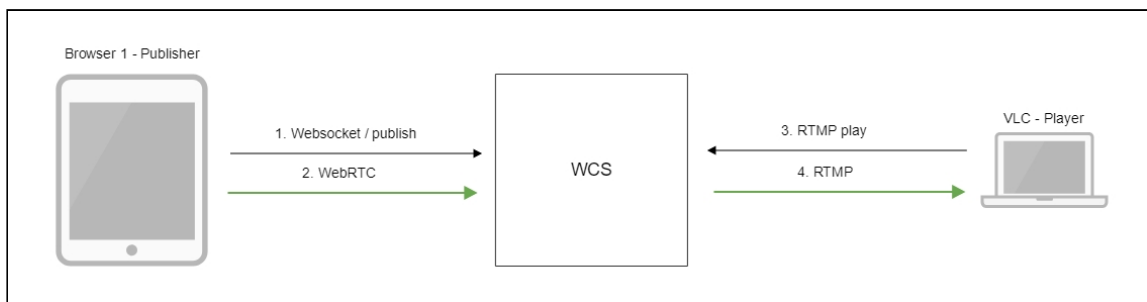 Browser 1 - Publisher
1. Websocket / publish
2. WebRTC
WCS
3. RTMP play
4. RTMP
VLC - Player